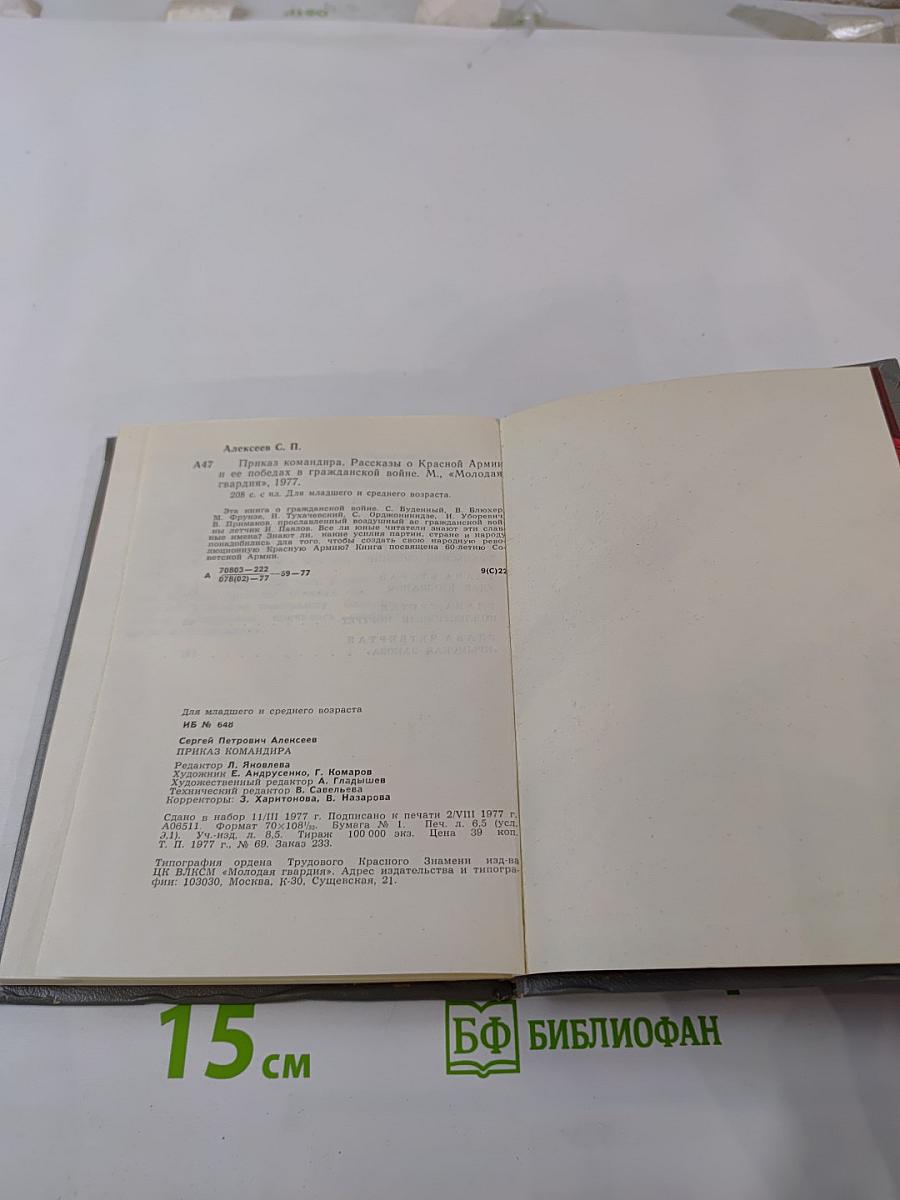 Алексеев С. П.
А47 Приказ командира. Рассказы о Красной Армии
и ее победах в гражданской войне. М., «Молодая
гвардия», 1977.
208 с. с ил. Для младшего и среднего возраста.
Эта книга о гражданской войне. С. Буденный, В. Блюхер,
М. Фрунзе, И. Тухачевский, С. Орджоникидзе, И. Уборевич,
В. Примаков, прославленный воздушный ас гражданской вой-
ны летчик И. Павлов. Все ли юные читатели знают эти слав-
ные имена? Знают ли, какие усилия партии, стране и народу
понадобились для того, чтобы создать свою народную рево-
люционную Красную Армию? Книга посвящена 60-летию Со-
ветской Армии.
А 70803—222
078(02)—77 —59—77 9(С)22
Для младшего и среднего возраста
ИБ № 648
Сергей Петрович Алексеев
ПРИКАЗ КОМАНДИРА
Редактор Л. Яковлева
Художник Е. Андрусенко, Г. Комаров
Художественный редактор А. Гладышев
Технический редактор В. Савельева
Корректоры: З. Харитонова, В. Назарова
Сдано в набор 11/III 1977 г. Подписано к печати 2/VIII 1977 г.
А06511. Формат 70×108¹/₃₂. Бумага № 1. Печ. л. 6,5 (усл.
9,1). Уч.-изд. л. 8,5. Тираж 100 000 экз. Цена 39 коп.
Т. П. 1977 г., № 69. Заказ 233.
Типография ордена Трудового Красного Знамени изд-ва
ЦК ВЛКСМ «Молодая гвардия». Адрес издательства и типогра-
фии: 103030, Москва, К-30, Сущевская, 21.
15 см
БФ БИБЛИОФАН